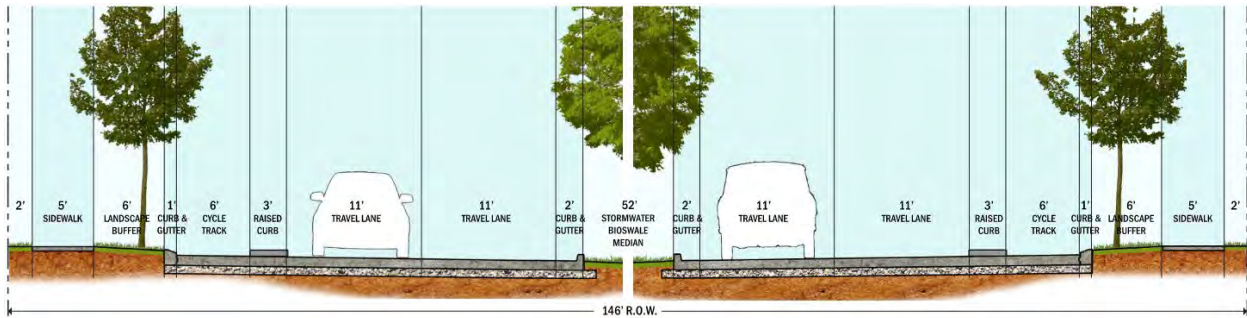 2'
5'
SIDEWALK
6'
LANDSCAPE
BUFFER
1'
CURB &
GUTTER
6'
CYCLE
TRACK
3'
RAISED
CURB
11'
TRAVEL LANE
11'
TRAVEL LANE
2'
CURB &
GUTTER
52'
STORMWATER
BIOSWALE
MEDIAN
2'
CURB &
GUTTER
11'
TRAVEL LANE
11'
TRAVEL LANE
3'
RAISED
CURB
6'
CYCLE
TRACK
1'
CURB &
GUTTER
6'
LANDSCAPE
BUFFER
5'
SIDEWALK
2'
146' R.O.W.